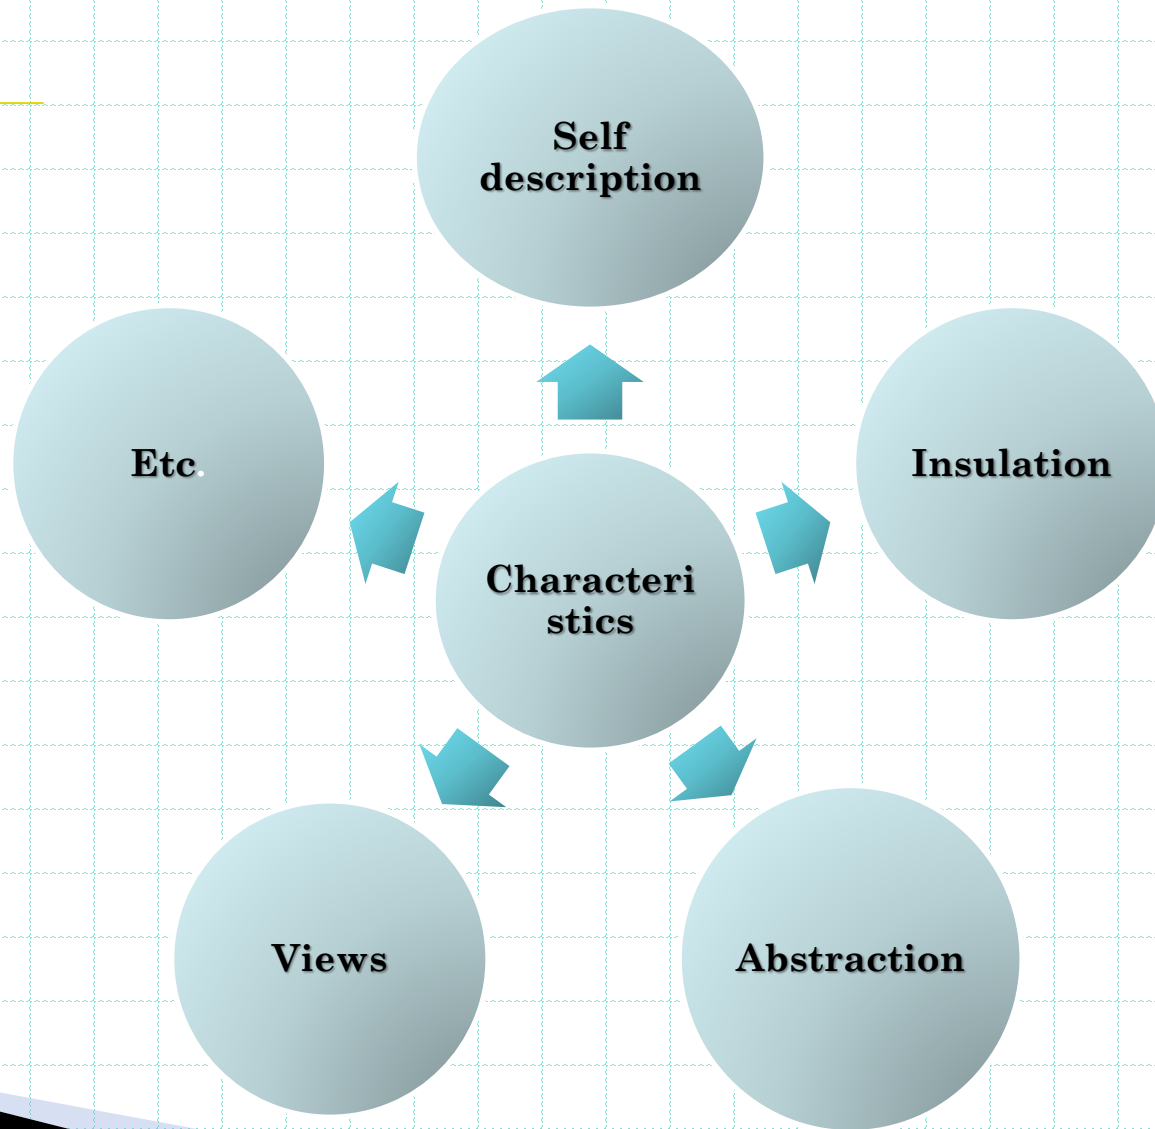 Self
description
Etc.
Insulation
Characteri
stics
Views
Abstraction